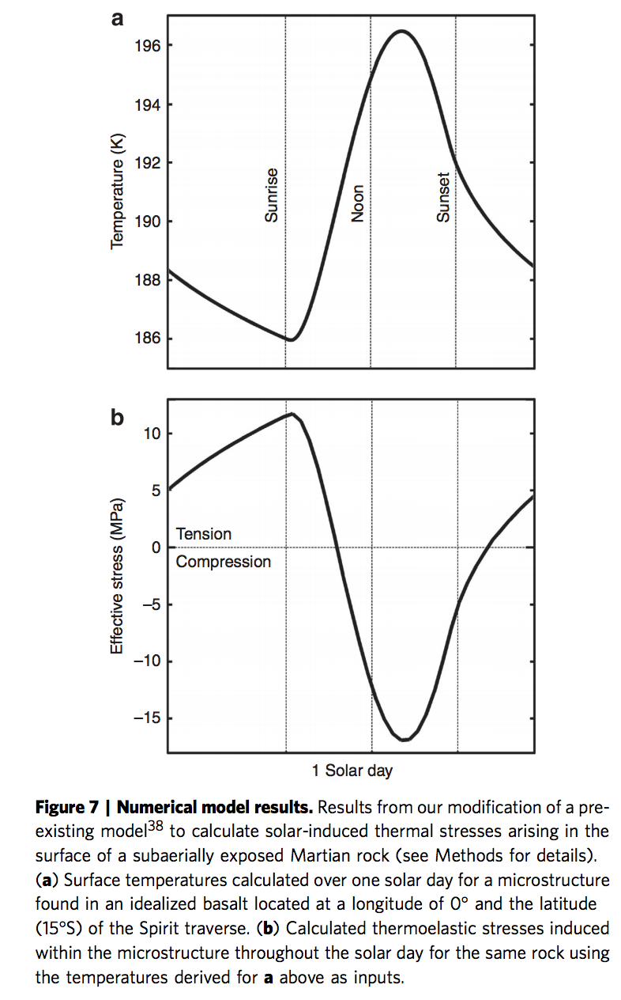 a
196
194
192
190
188
186
Temperature (K)
Sunrise
Noon
Sunset
b
10
5
0
−5
−10
−15
Effective stress (MPa)
Tension
Compression
1 Solar day
Figure 7 | Numerical model results. Results from our modification of a pre-
existing model38 to calculate solar-induced thermal stresses arising in the
surface of a subaerially exposed Martian rock (see Methods for details).
(a) Surface temperatures calculated over one solar day for a microstructure
found in an idealized basalt located at a longitude of 0° and the latitude
(15°S) of the Spirit traverse. (b) Calculated thermoelastic stresses induced
within the microstructure throughout the solar day for the same rock using
the temperatures derived for a above as inputs.